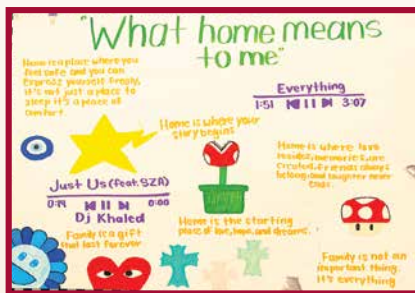 "What home means
to me"
Home is a place where you
feel safe and you can
express yourself freely,
it's not just a place to
sleep it's a place of
comfort.
Everything
1:51 3:07
Home is where your
story begins
Home is where love
resides, memories are
created, friends always
belong, and laughter never
ends.
Just Us (feat. SZA)
0:00
DJ Khaled
Home is the starting
place of love, hope, and dreams.
Family is a gift
that last forever
Family is not an
important thing.
It's everything